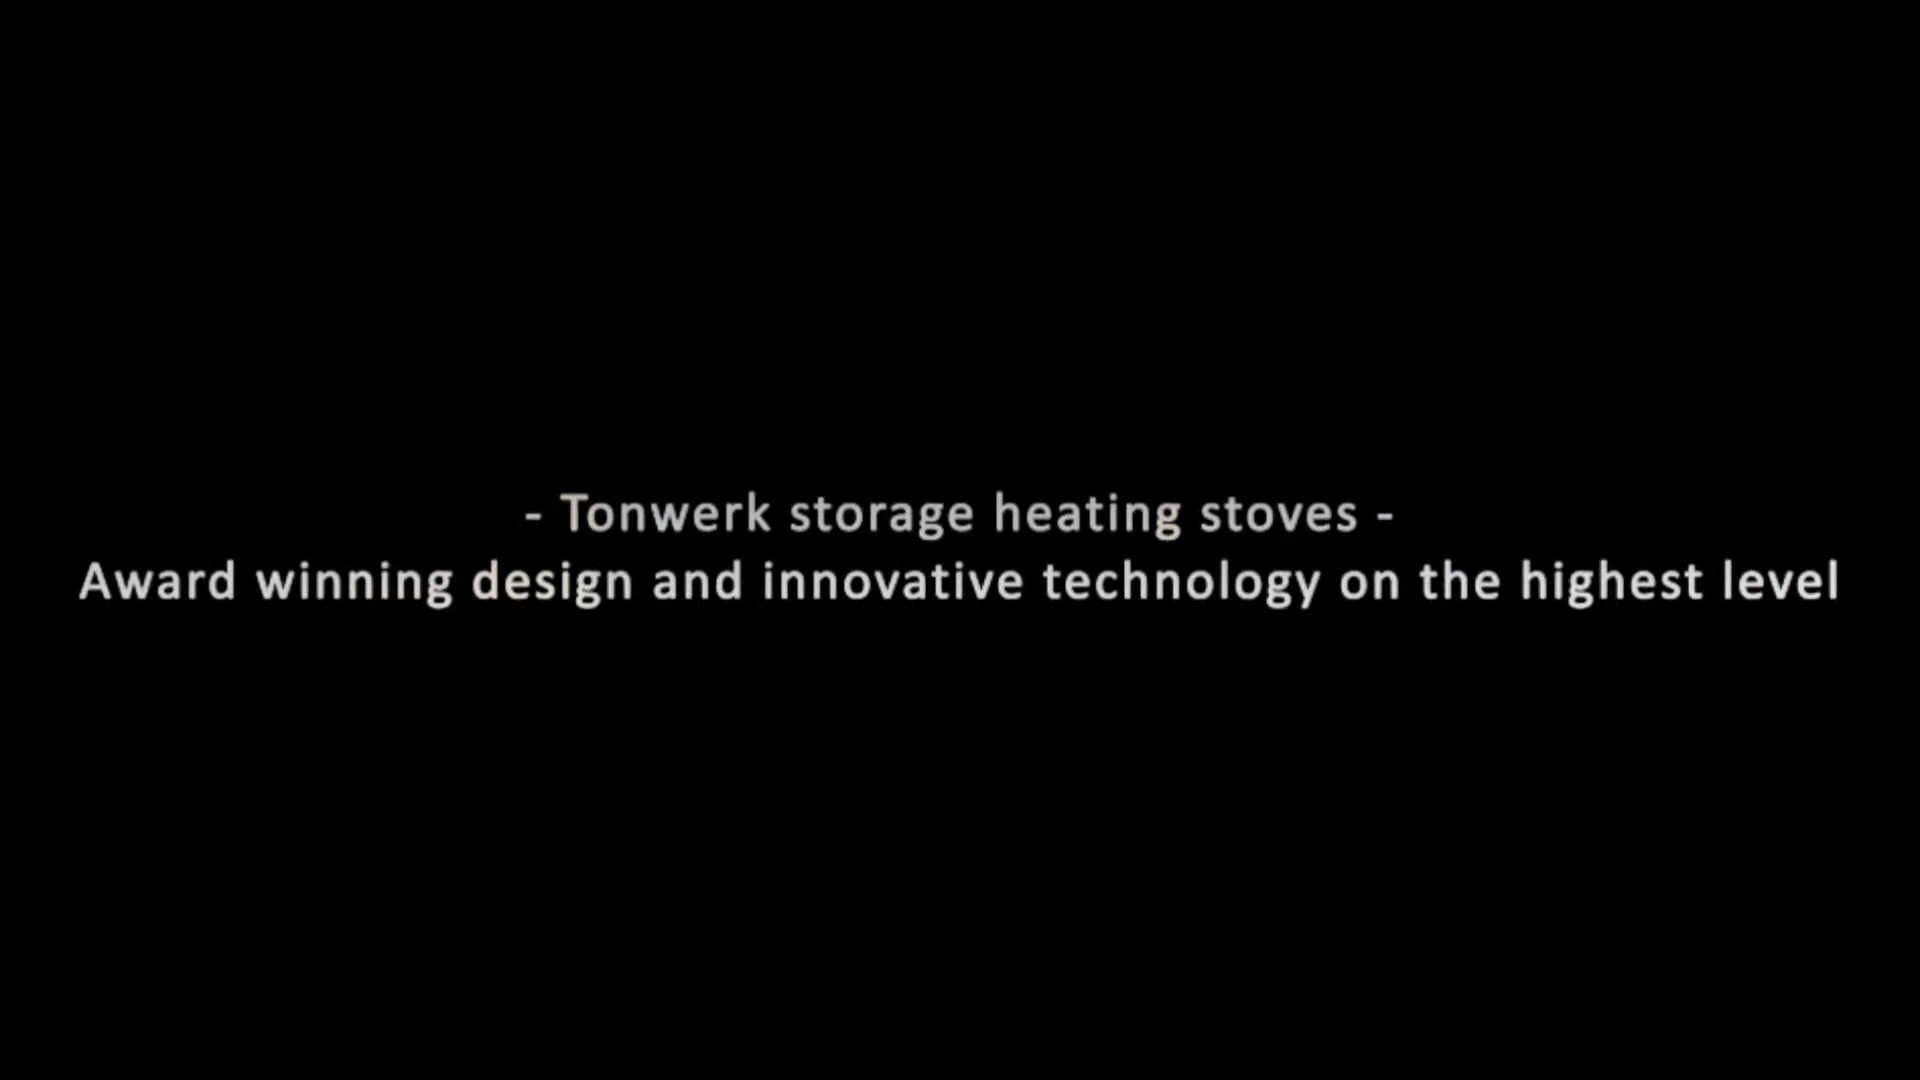 - Tonwerk storage heating stoves -
Award winning design and innovative technology on the highest level